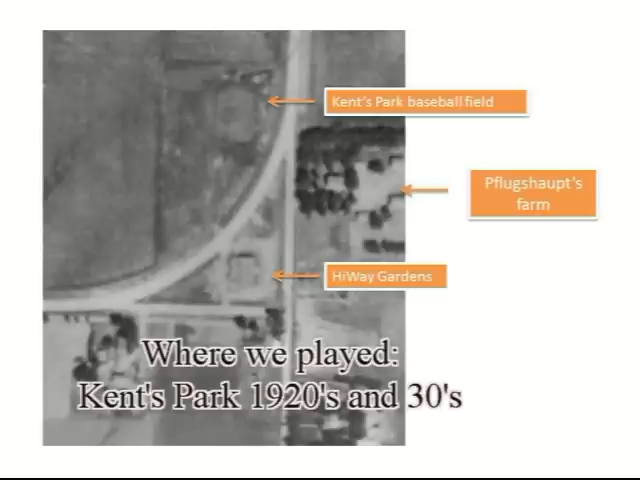 Kent's Park baseball field
Pflugshaupt's
farm
HiWay Gardens
Where we played:
Kent's Park 1920's and 30's